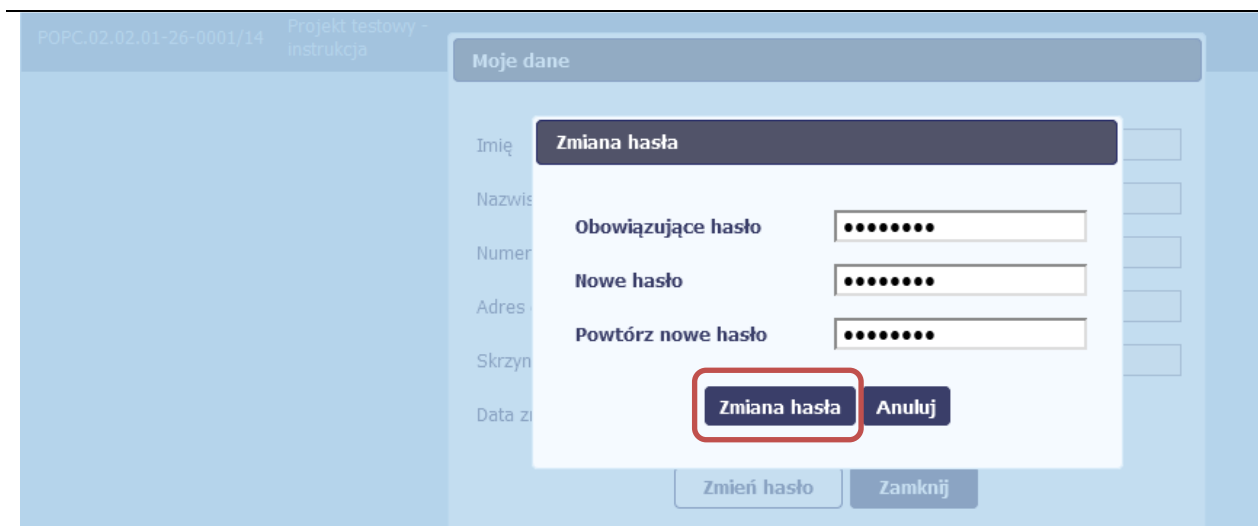 POPC.02.02.01-26-0001/14
Projekt testowy -
instrukcja
Moje dane
Imię
Zmiana hasła
Nazwis
Obowiązujące hasło ••••••••
Numer
Nowe hasło ••••••••
Adres
Powtórz nowe hasło ••••••••
Skrzyn
Zmiana hasła Anuluj
Data z
Zmień hasło Zamknij